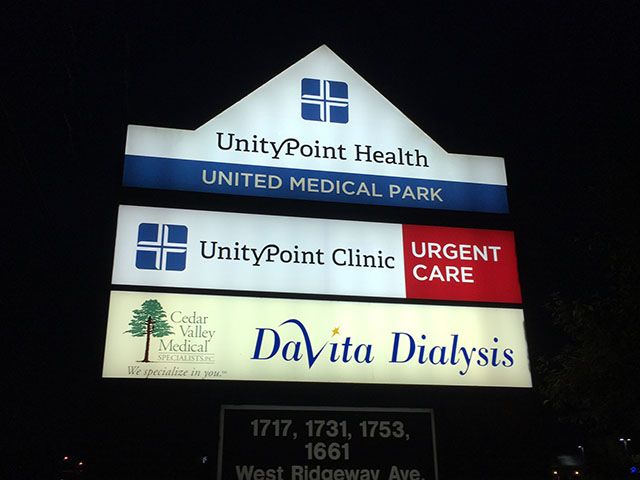 UnityPoint Health
UNITED MEDICAL PARK
UnityPoint Clinic
URGENT
CARE
Cedar
Valley
Medical
SPECIALISTS, PC
We specialize in you.
DaVita Dialysis
1717, 1731, 1753,
1661
West Ridgeway Ave.